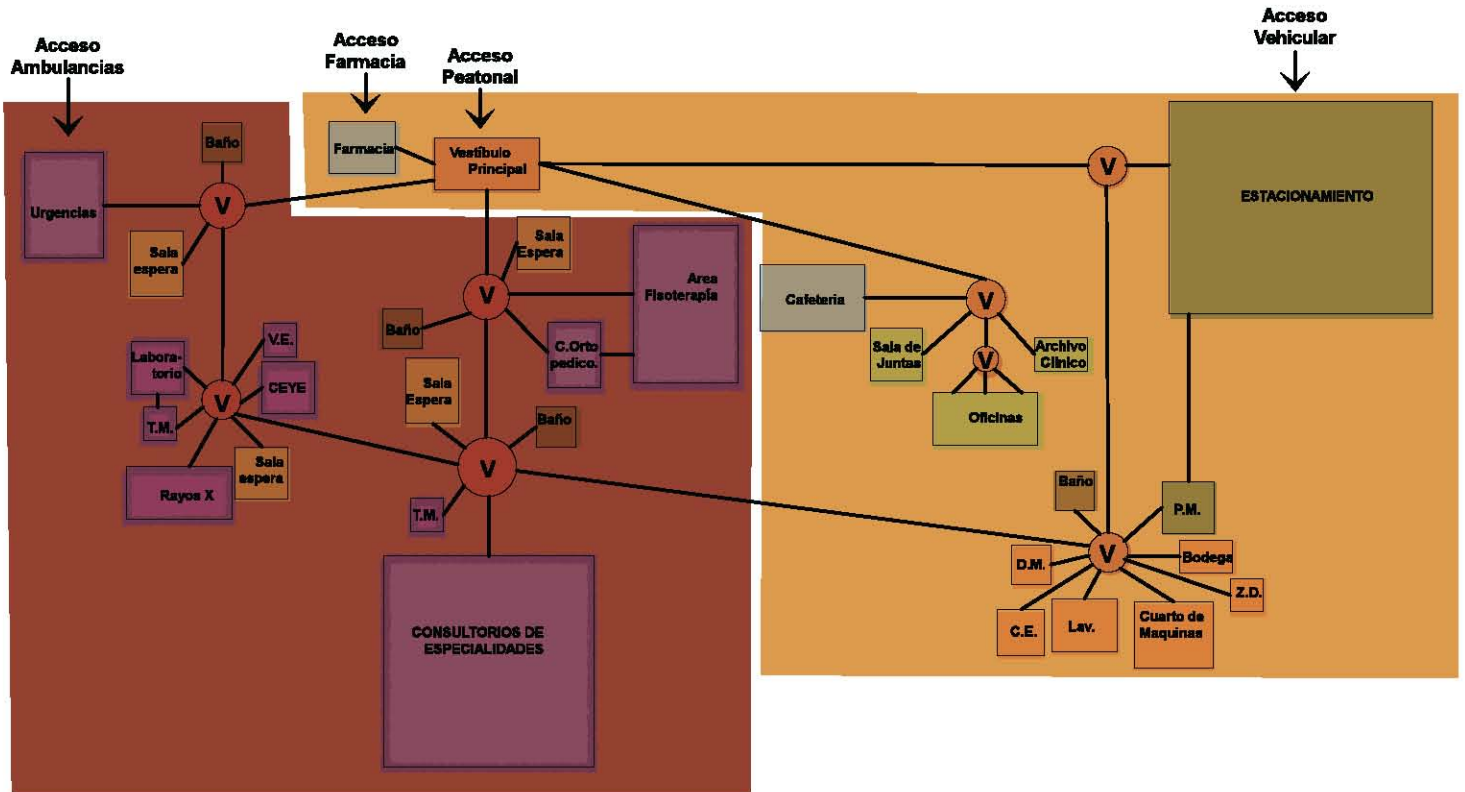 Acceso
Ambulancias
Acceso
Farmacia
Acceso
Peatonal
Acceso
Vehicular
Baño
Farmacia
Vestíbulo
Principal
V
V
Urgencias
ESTACIONAMIENTO
Sala
espera
Sala
Espera
Area
Fisoterapía
V
Cafeteria
V
Baño
V.E.
Labora-
torio
C.Orto
pedico.
Sala de
Juntas
V
Archivo
Clinico
CEYE
V
T.M.
Sala
Espera
Baño
Oficinas
Sala
espera
Rayos X
V
T.M.
Baño
P.M.
V
D.M.
Bodega
Z.D.
C.E.
Lav.
Cuarto de
Maquinas
CONSULTORIOS DE
ESPECIALIDADES